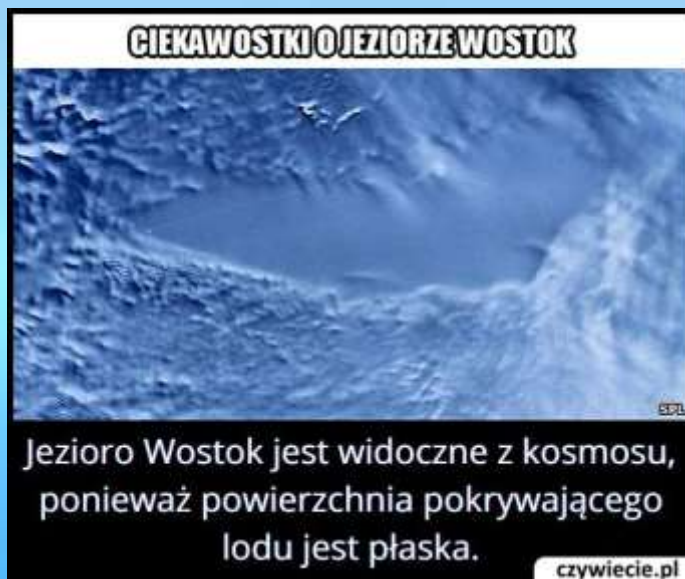 CIEKAWOSTKI O JEZIORZE WOSTOK
SPL
Jezioro Wostok jest widoczne z kosmosu,
ponieważ powierzchnia pokrywającego
lodu jest płaska.
czywiecie.pl